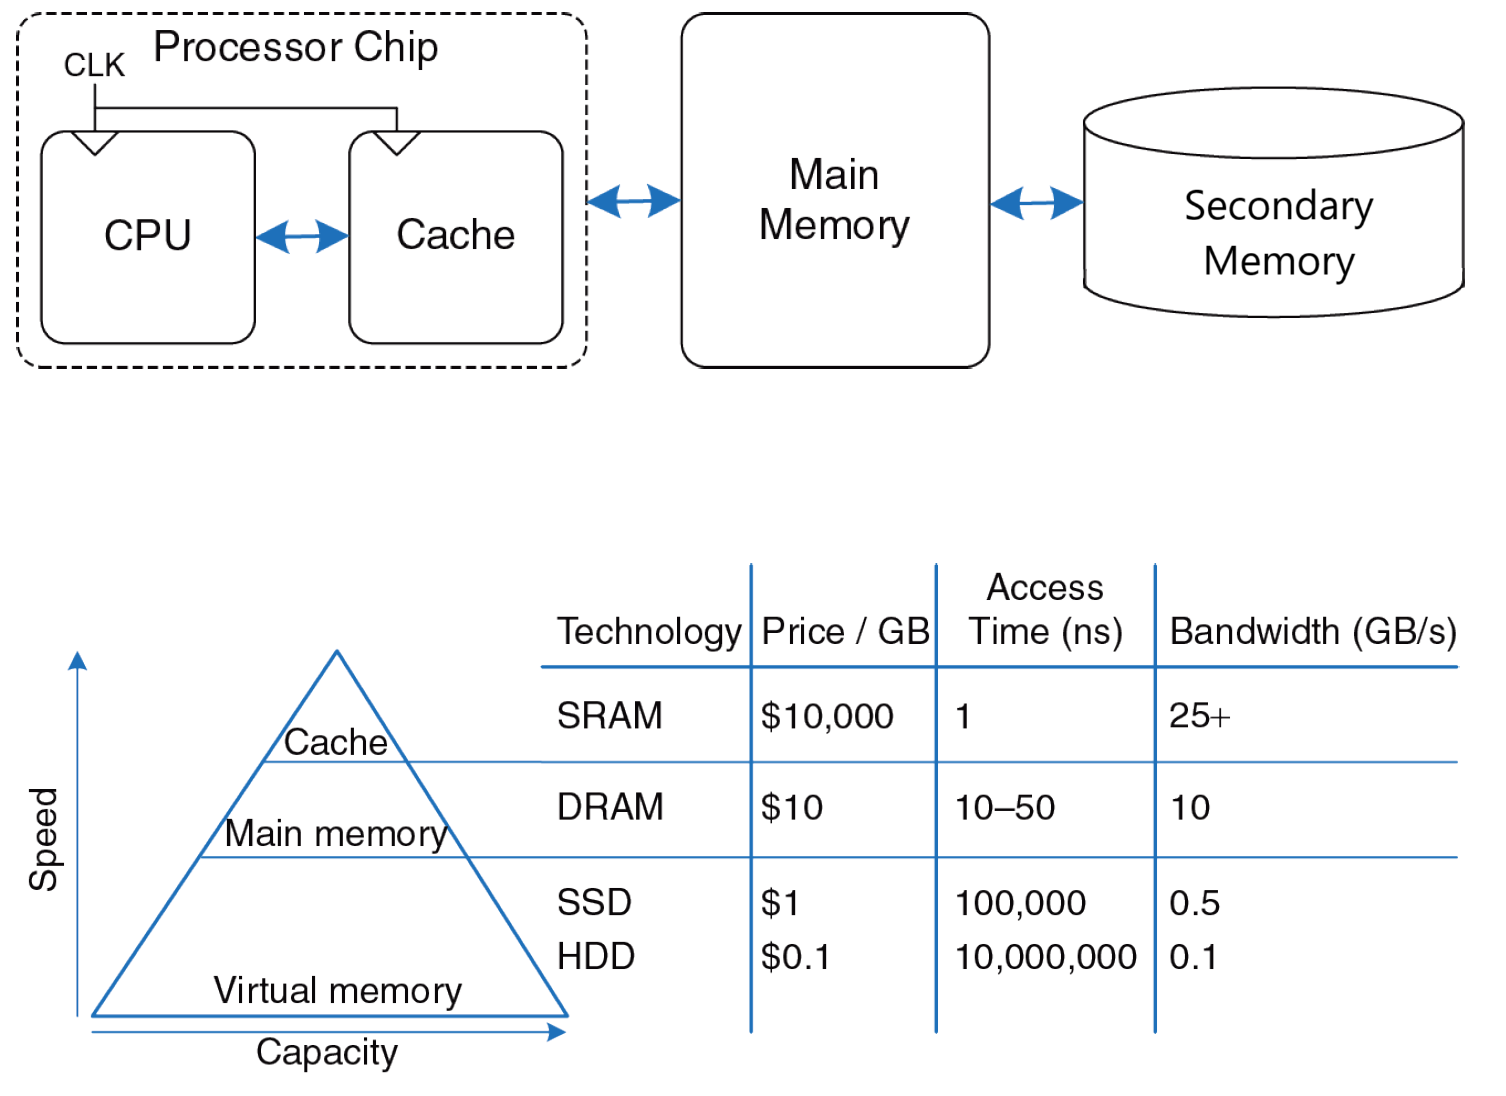 Processor Chip
CLK
CPU
Cache
Main
Memory
Secondary
Memory
Speed
Cache
Main memory
Virtual memory
Capacity
Technology Price / GB Access Time (ns) Bandwidth (GB/s)
SRAM $10,000 1 25+
DRAM $10 10–50 10
SSD $1 100,000 0.5
HDD $0.1 10,000,000 0.1